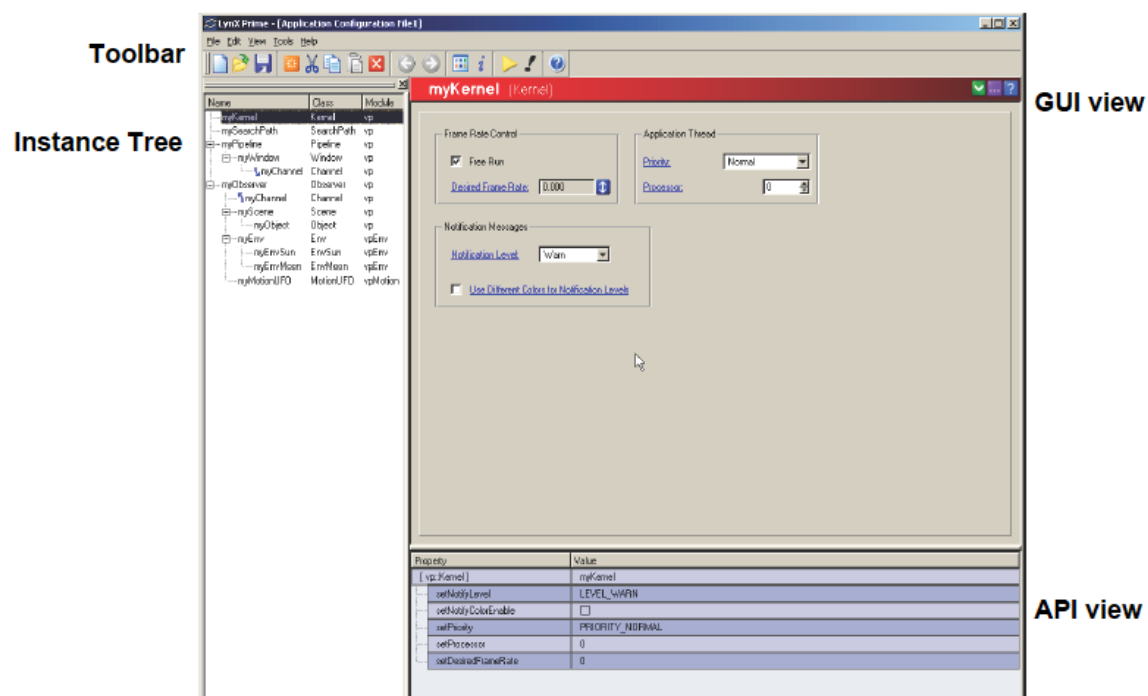 LynX Prime - [Application Configuration File1]
File Edit View Tools Help
Toolbar
Instance Tree
GUI view
API view
myKernel [Kernel]
Name Class Module
myKernel Kernel vp
mySearchPath SearchPath vp
myPipeline Pipeline vp
myWindow Window vp
myChannel Channel vp
myObserver Observer vp
myChannel Channel vp
myScene Scene vp
myObject Object vp
myEnv Env vpEnv
myEnvSun EnvSun vpEnv
myEnvMoon EnvMoon vpEnv
myMotionUFO MotionUFO vpMotion
Frame Rate Control
Free Run
Desired Frame Rate: 0.000
Application Thread
Priority: Normal
Processor: 0
Notification Messages
Notification Level: Warn
Use Different Colors for Notification Levels
Property Value
[ vp::Kernel ] myKernel
setNotifyLevel LEVEL_WARN
setNotifyColorEnable
setPriority PRIORITY_NORMAL
setProcessor 0
setDesiredFrameRate 0